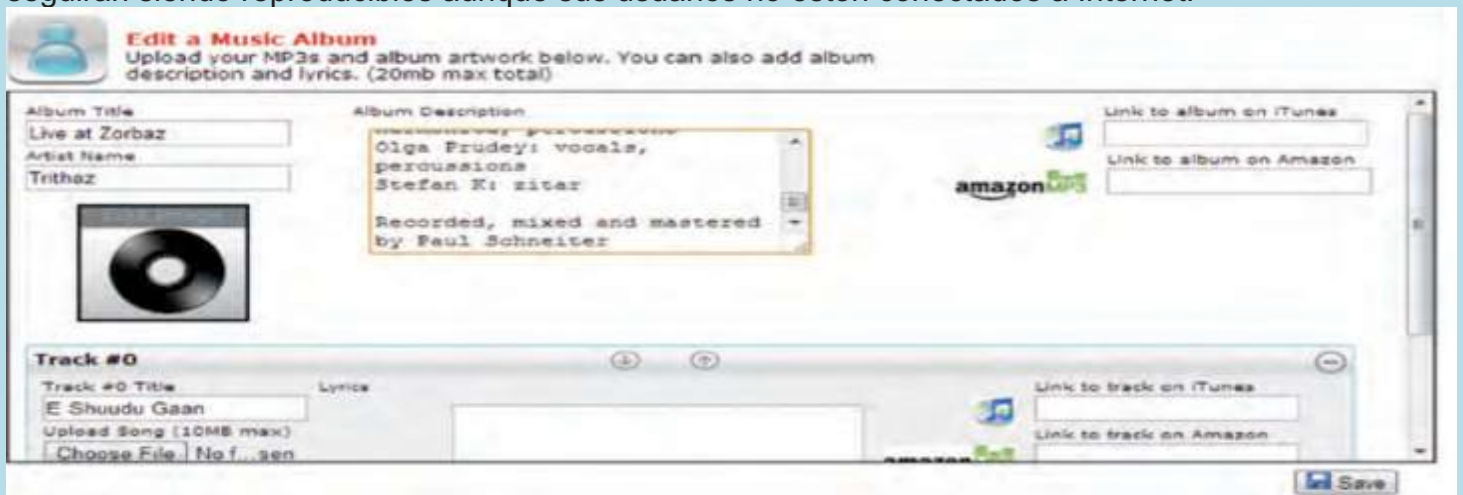 seguirán siendo reproducibles aunque sus usuarios no estén conectados a Internet.
Edit a Music Album
Upload your MP3s and album artwork below. You can also add album
description and lyrics. (20mb max total)
Album Title
Live at Zorbaz
Artist Name
Trithaz
Album Description
percussions
Olga Prudey: vocals,
percussions
Stefan K: zitar
Recorded, mixed and mastered
by Paul Schneiter
Link to album on iTunes
Link to album on Amazon
amazon MP3
Track #0
Track #0 Title
E Shuudu Gaan
Upload Song (10MB max)
Choose File No f...sen
Lyrics
Link to track on iTunes
Link to track on Amazon
Save